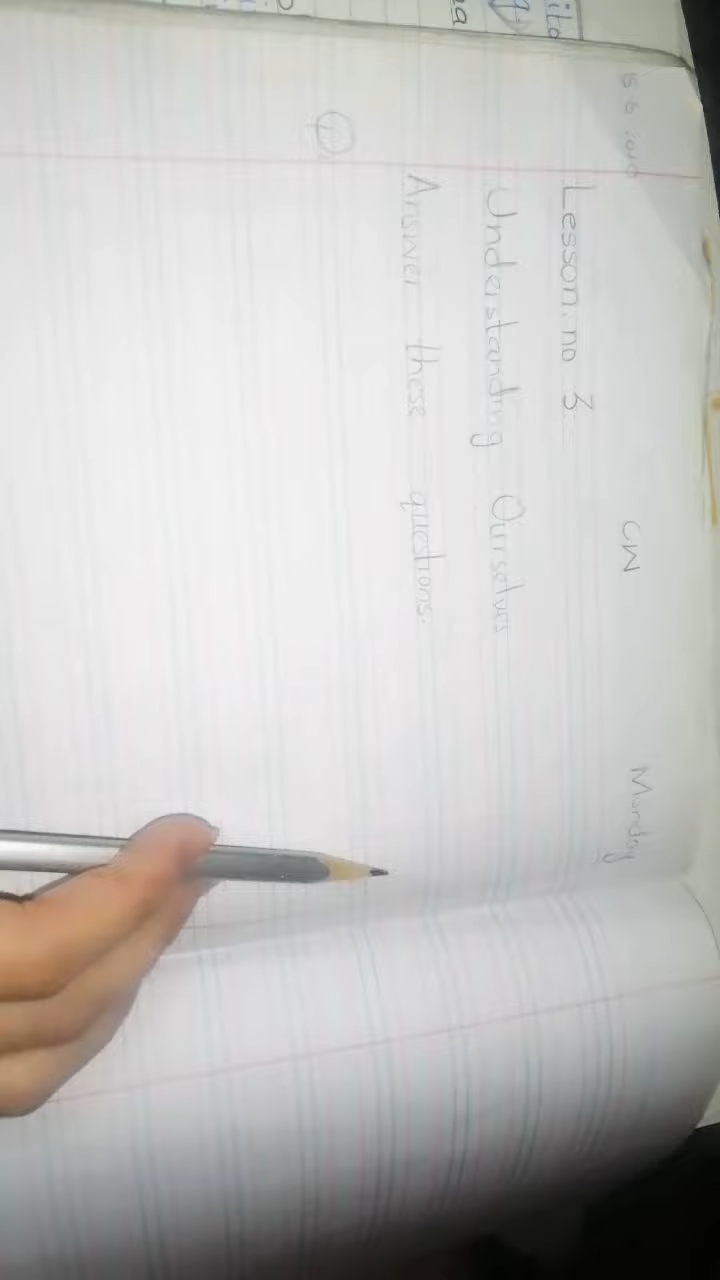 CW Monday
Lesson. no 3
Understanding Ourselves
Answer these questions.